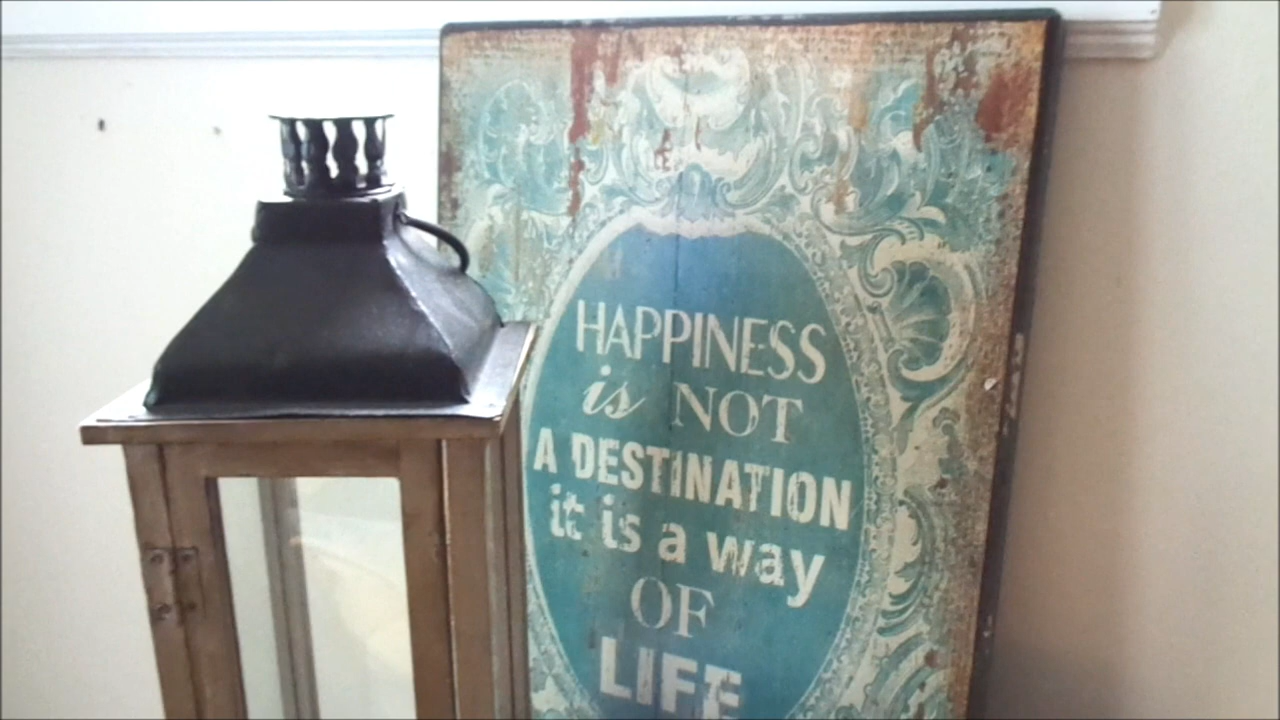 HAPPINESS
is NOT
A DESTINATION
it is a way
OF
LIFE